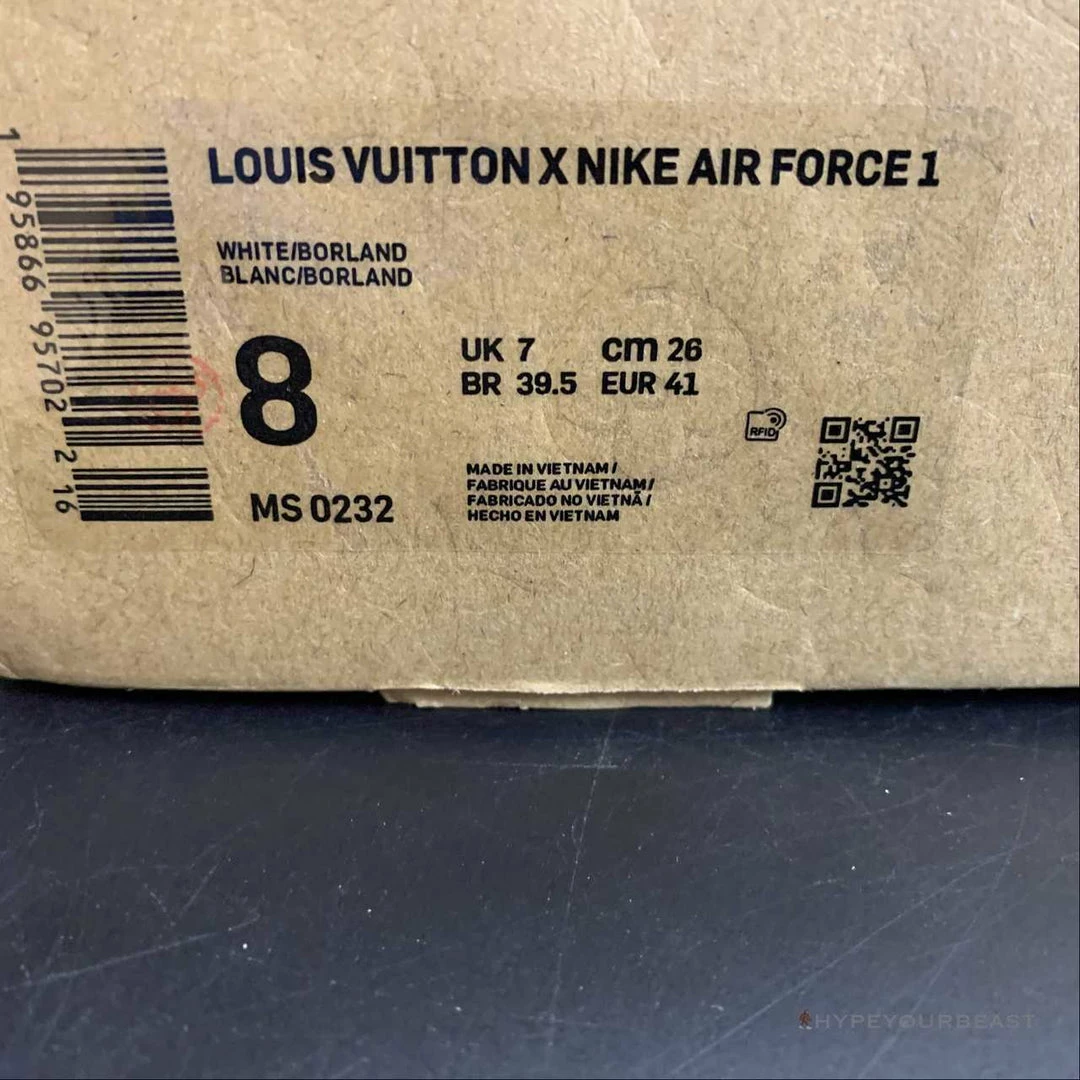 LOUIS VUITTON X NIKE AIR FORCE 1
WHITE/BORLAND
BLANC/BORLAND
8
UK 7 cm 26
BR 39.5 EUR 41
RFID
MS 0232
MADE IN VIETNAM /
FABRIQUE AU VIETNAM /
FABRICADO NO VIETNÃ /
HECHO EN VIETNAM
1 95866 95702 2 16
HYPEYOURBEAST